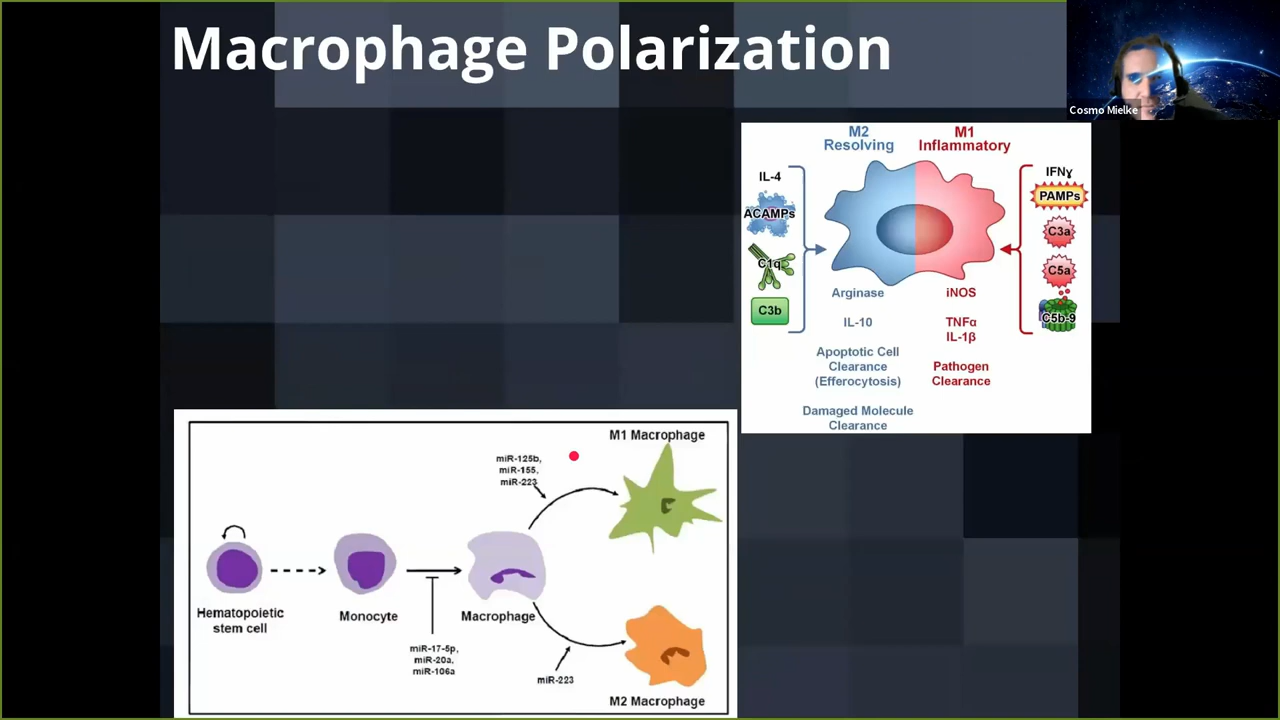 Macrophage Polarization
Cosmo Mielke
M2
Resolving
M1
Inflammatory
IL-4
ACAMPs
C1q
C3b
IFNɣ
PAMPs
C3a
C5a
C5b-9
Arginase
IL-10
Apoptotic Cell
Clearance
(Efferocytosis)
Damaged Molecule
Clearance
iNOS
TNFα
IL-1β
Pathogen
Clearance
M1 Macrophage
miR-125b,
miR-155,
miR-223
Hematopoietic
stem cell
Monocyte
Macrophage
miR-17-5p,
miR-20a,
miR-106a
miR-223
M2 Macrophage